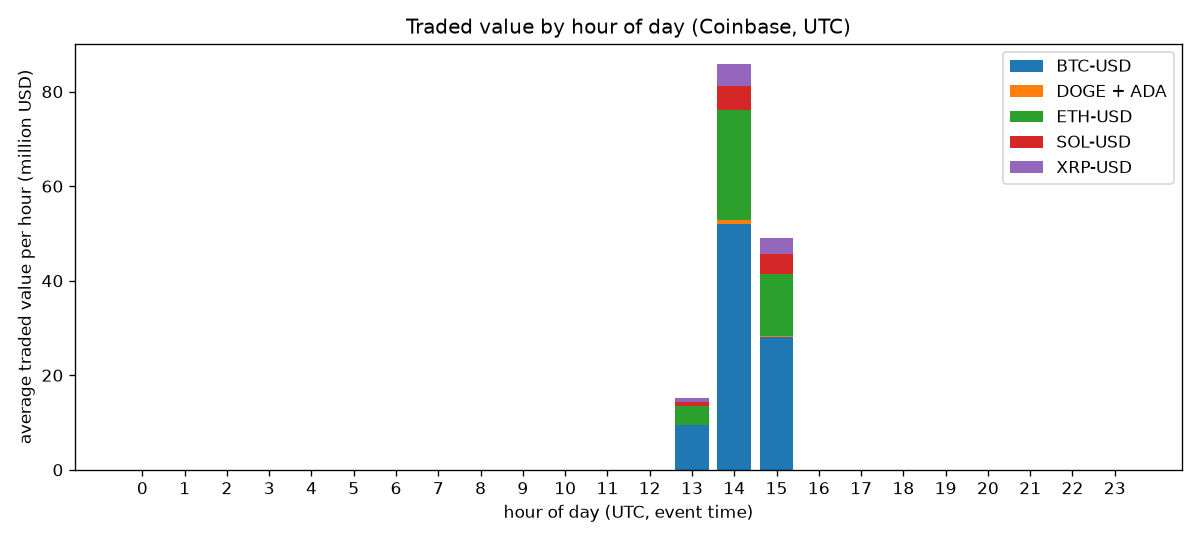 Traded value by hour of day (Coinbase, UTC)
average traded value per hour (million USD)
80
60
40
20
0
BTC-USD
DOGE + ADA
ETH-USD
SOL-USD
XRP-USD
0 1 2 3 4 5 6 7 8 9 10 11 12 13 14 15 16 17 18 19 20 21 22 23
hour of day (UTC, event time)